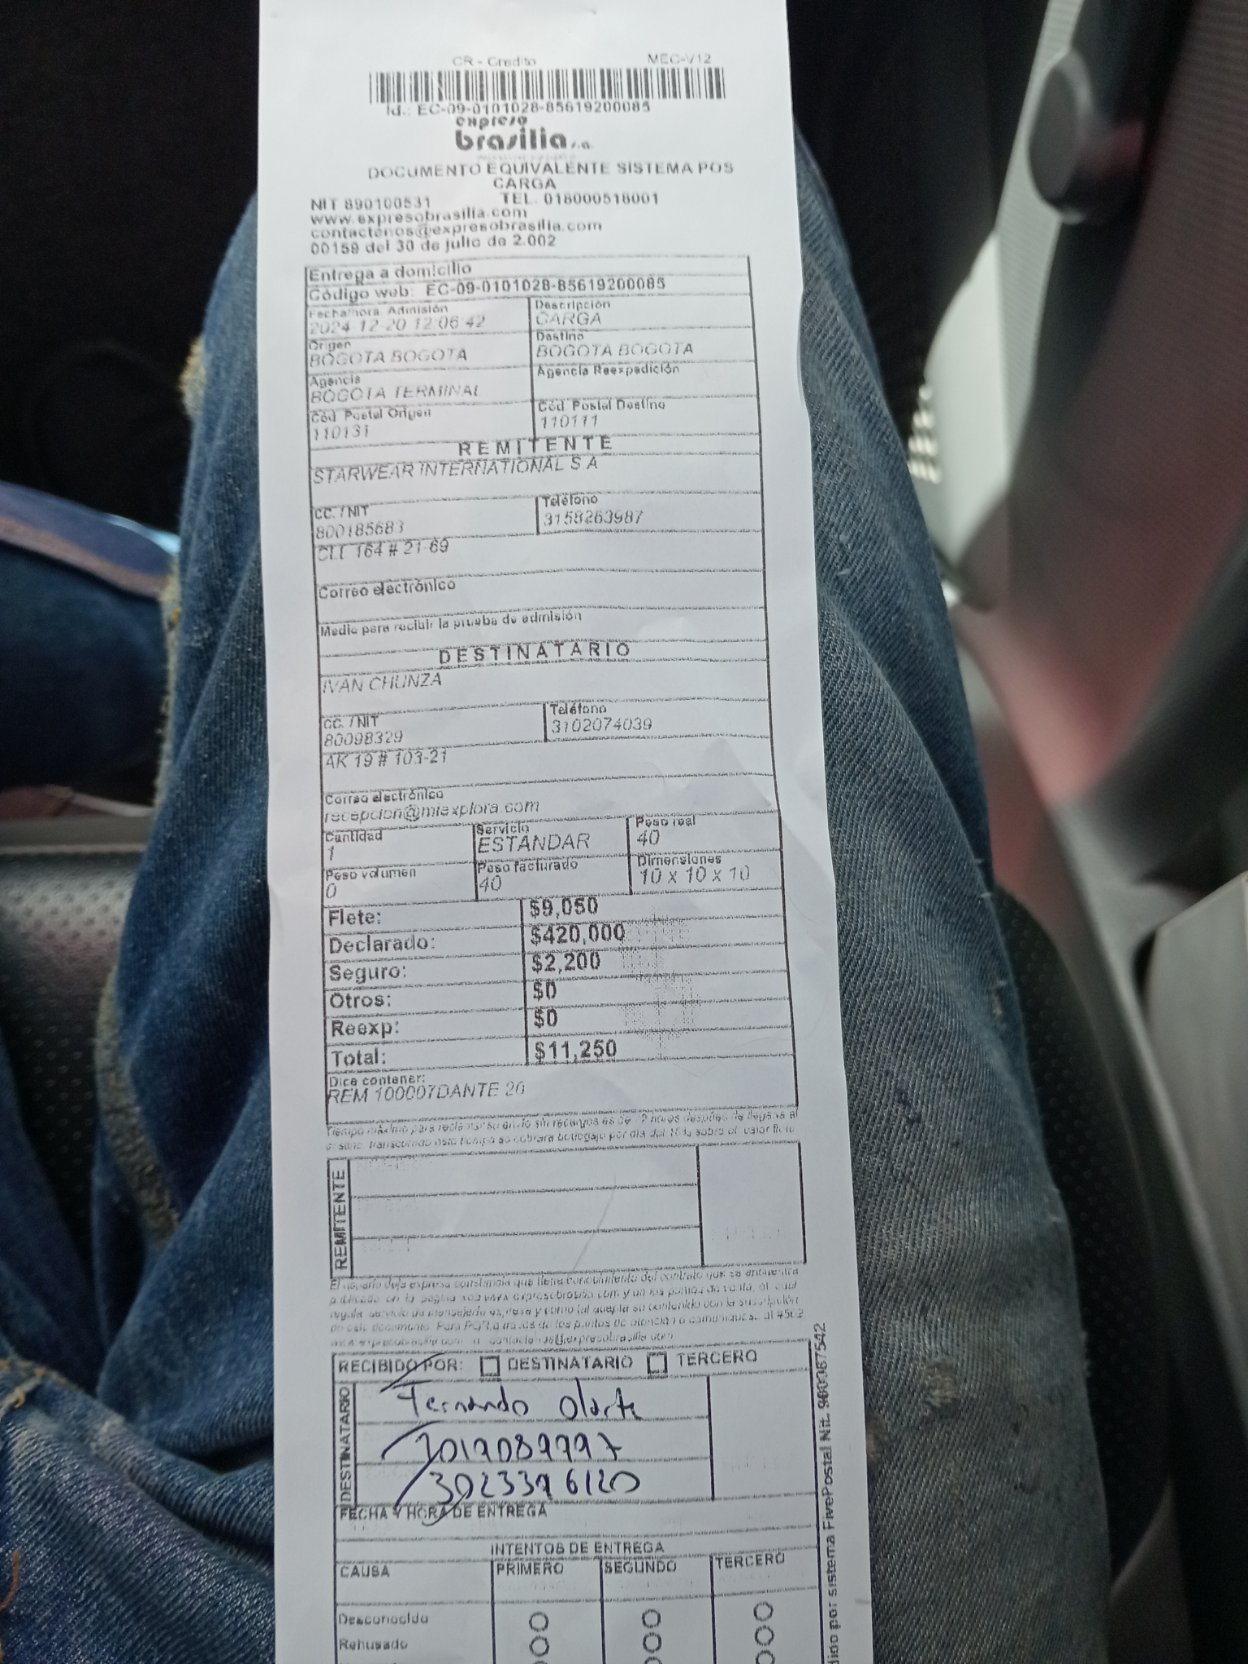 CR - Credito MEC-V12
Id.: EC-09-0101028-85619200085
expreso
brasilia s.a.
DOCUMENTO EQUIVALENTE SISTEMA POS
CARGA
NIT 890100531 TEL. 018000518001
www.expresobrasilia.com
contactenos@expresobrasilia.com
00159 del 30 de julio de 2.002
Entrega a domicilio
Código web: EC-09-0101028-85619200085
Fecha/hora Admisión Descripción
2024-12-20 12:06:42 CARGA
Origen Destino
BOGOTA BOGOTA BOGOTA BOGOTA
Agencia Agencia Reexpedición
BOGOTA TERMINAL
Cód. Postal Origen Cód. Postal Destino
110131 110111
REMITENTE
STARWEAR INTERNATIONAL S A
CC. / NIT Teléfono
800185683 3158263987
CLL 164 # 21-69
Correo electrónico
Medio para recibir la prueba de admisión
DESTINATARIO
IVAN CHUNZA
CC. / NIT Teléfono
80098329 3102074039
AK 19 # 103-21
Correo electrónico
recepcion@miexplora.com
Cantidad Servicio Peso real
1 ESTANDAR 40
Peso volumen Peso facturado Dimensiones
0 40 10 x 10 x 10
Flete: $9,050
Declarado: $420,000
Seguro: $2,200
Otros: $0
Reexp: $0
Total: $11,250
Dice contener:
REM 100007DANTE 20
REMITENTE
RECIBIDO POR: DESTINATARIO TERCERO
DESTINATARIO
Fernando Olarte
3023376120
FECHA Y HORA DE ENTREGA
INTENTOS DE ENTREGA
CAUSA PRIMERO SEGUNDO TERCERO
Desconocido
Rehusado
por sistema FivePostal Nit. 900087542